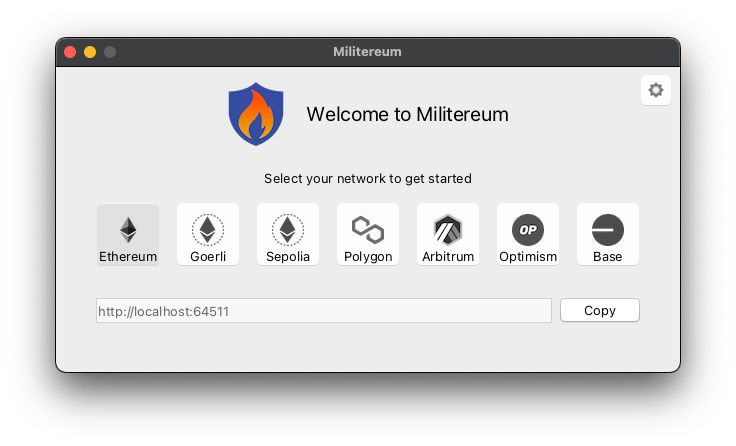 Militereum
Welcome to Militereum
Select your network to get started
Ethereum
Goerli
Sepolia
Polygon
Arbitrum
OP
Optimism
Base
http://localhost:64511
Copy